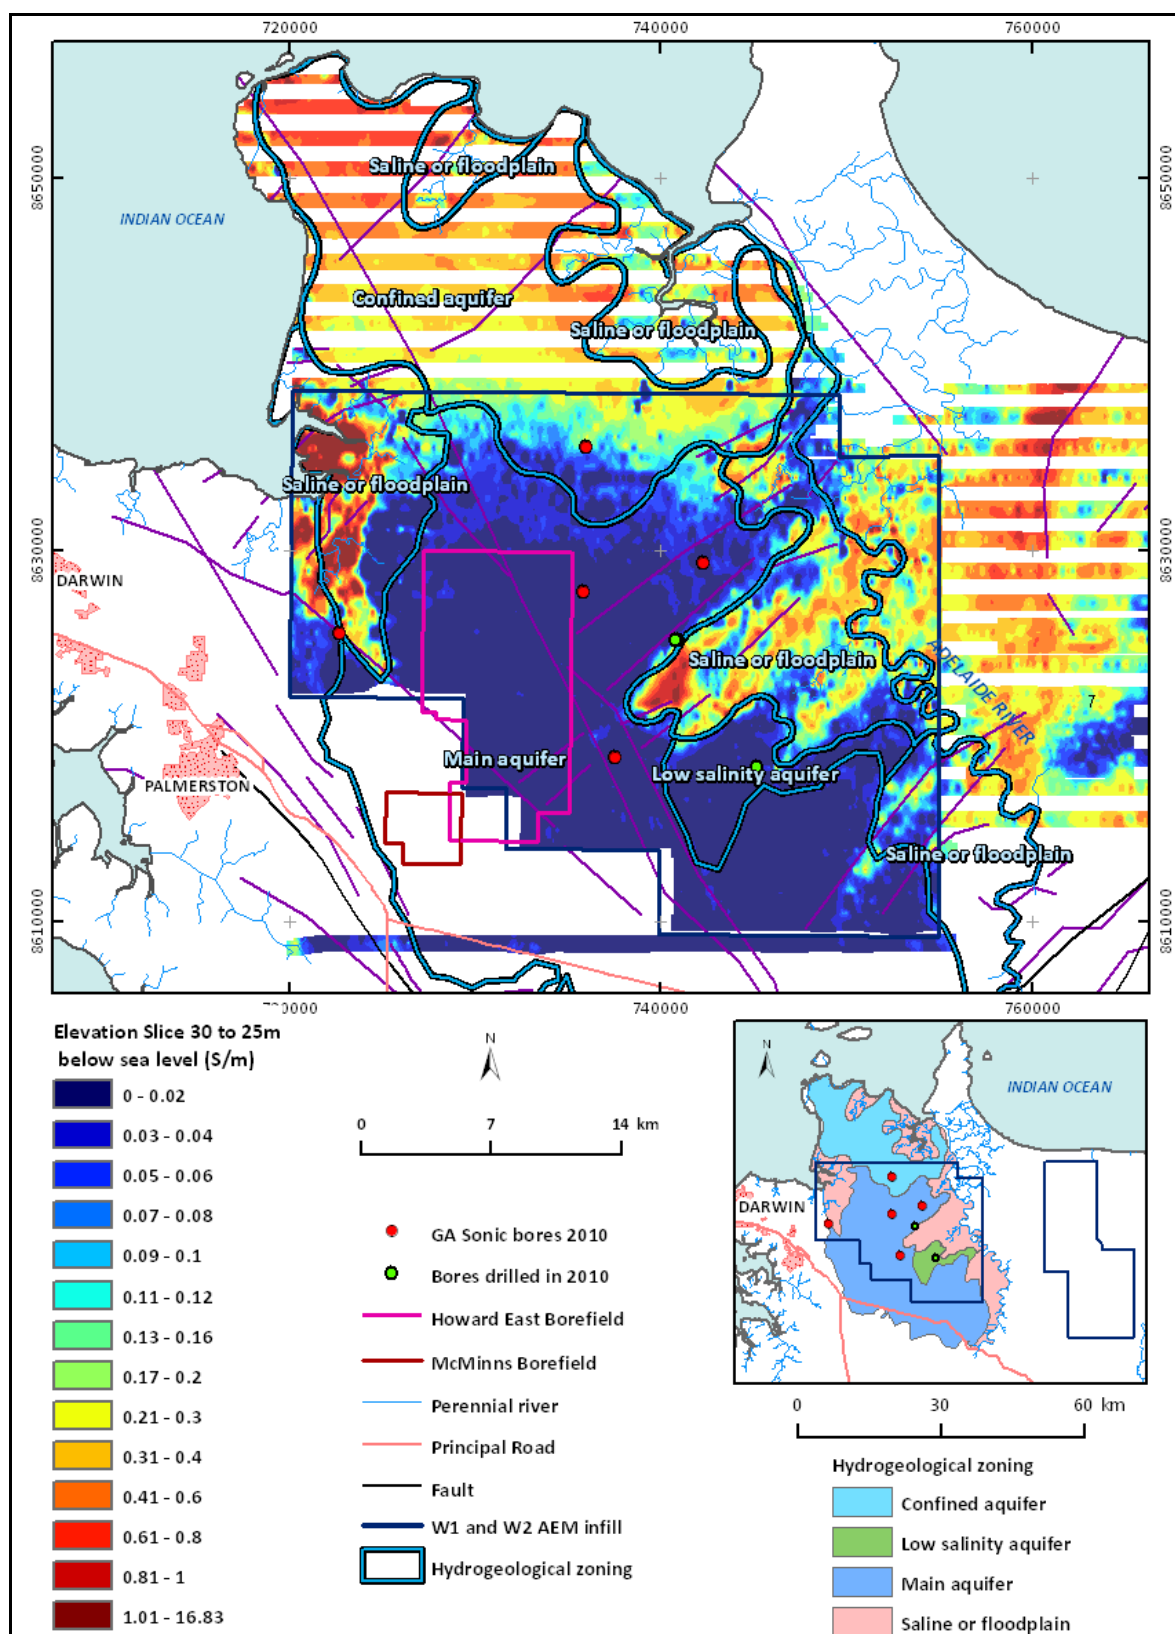 720000 740000 760000
8650000 8650000
Saline or floodplain
INDIAN OCEAN
Confined aquifer
Saline or floodplain
Saline or floodplain
8630000 8630000
DARWIN
Saline or floodplain
ADELAIDE RIVER
7
Main aquifer
Low salinity aquifer
PALMERSTON
Saline or floodplain
8610000 8610000
740000 760000
Elevation Slice 30 to 25m
below sea level (S/m)
0 - 0.02
0.03 - 0.04
0.05 - 0.06
0.07 - 0.08
0.09 - 0.1
0.11 - 0.12
0.13 - 0.16
0.17 - 0.2
0.21 - 0.3
0.31 - 0.4
0.41 - 0.6
0.61 - 0.8
0.81 - 1
1.01 - 16.83
N
0 7 14 km
GA Sonic bores 2010
Bores drilled in 2010
Howard East Borefield
McMinns Borefield
Perennial river
Principal Road
Fault
W1 and W2 AEM infill
Hydrogeological zoning
N
INDIAN OCEAN
DARWIN
0 30 60 km
Hydrogeological zoning
Confined aquifer
Low salinity aquifer
Main aquifer
Saline or floodplain